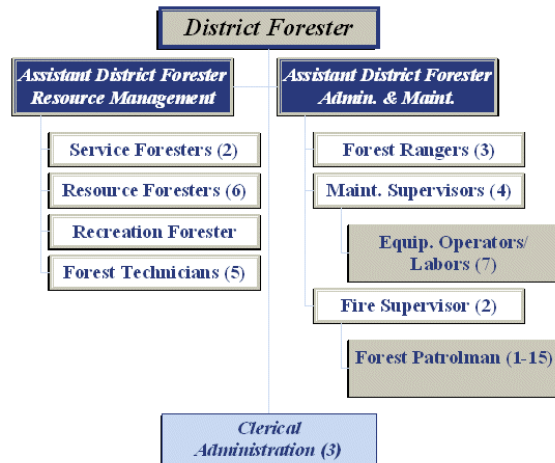 District Forester
Assistant District Forester
Resource Management
Service Foresters (2)
Resource Foresters (6)
Recreation Forester
Forest Technicians (5)
Assistant District Forester
Admin. & Maint.
Forest Rangers (3)
Maint. Supervisors (4)
Equip. Operators/
Labors (7)
Fire Supervisor (2)
Forest Patrolman (1-15)
Clerical
Administration (3)